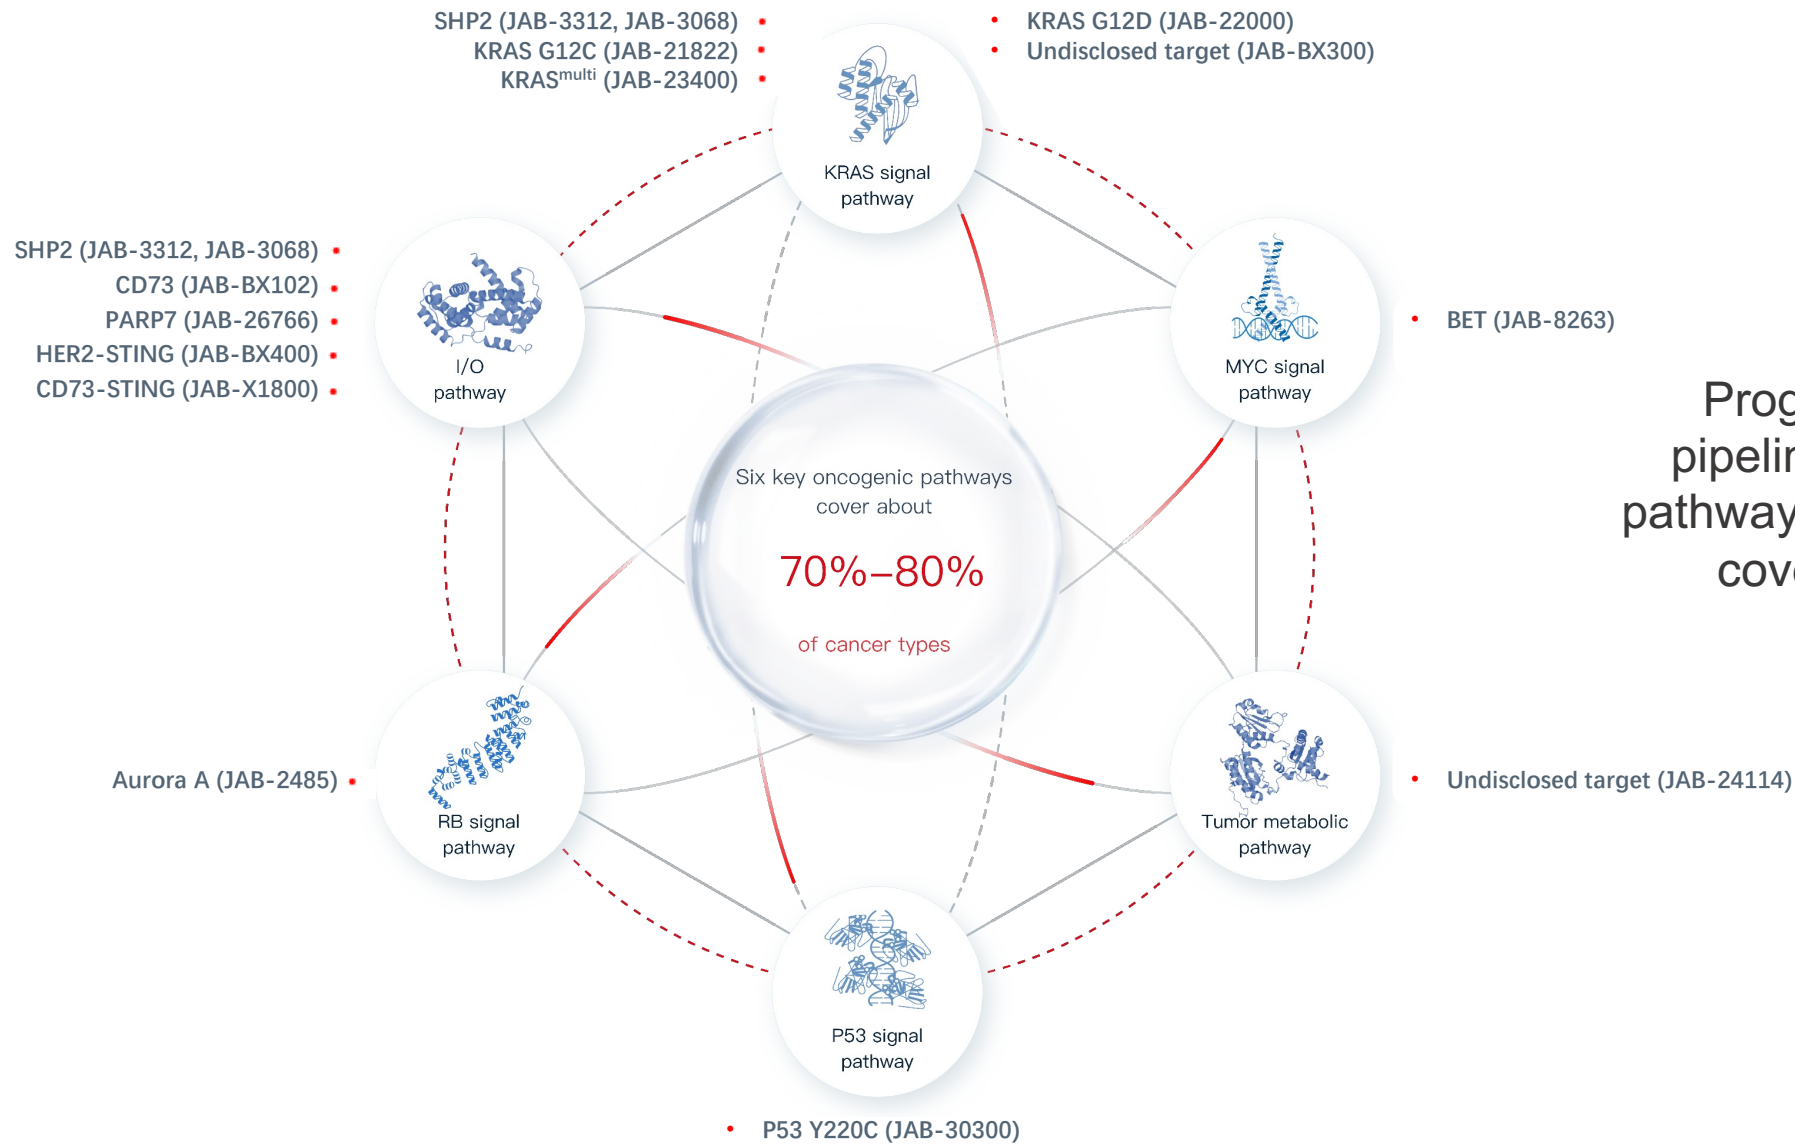 SHP2 (JAB-3312, JAB-3068)
KRAS G12C (JAB-21822)
KRASmulti (JAB-23400)
KRAS G12D (JAB-22000)
Undisclosed target (JAB-BX300)
KRAS signal
pathway
SHP2 (JAB-3312, JAB-3068)
CD73 (JAB-BX102)
PARP7 (JAB-26766)
HER2-STING (JAB-BX400)
CD73-STING (JAB-X1800)
I/O
pathway
MYC signal
pathway
BET (JAB-8263)
Six key oncogenic pathways
cover about
70%–80%
of cancer types
Aurora A (JAB-2485)
RB signal
pathway
Tumor metabolic
pathway
Undisclosed target (JAB-24114)
P53 signal
pathway
P53 Y220C (JAB-30300)
pathway